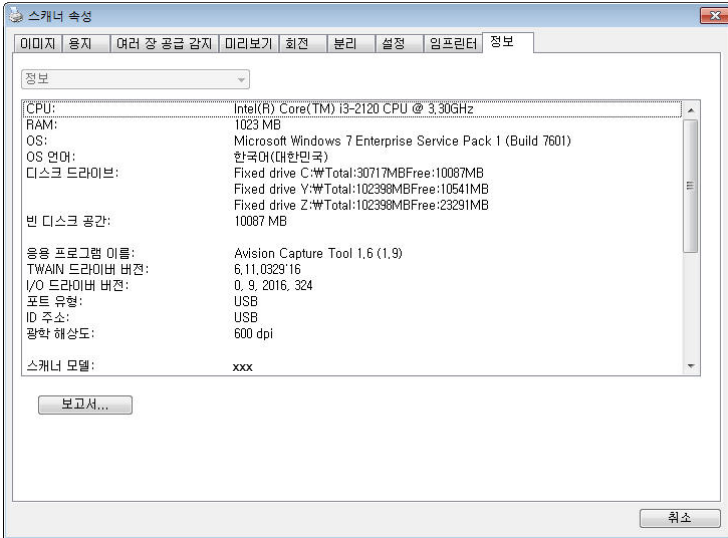 스캐너 속성
이미지 용지 여러 장 공급 감지 미리보기 회전 분리 설정 임프린터 정보
정보
CPU: Intel(R) Core(TM) i3-2120 CPU @ 3,30GHz
RAM: 1023 MB
OS: Microsoft Windows 7 Enterprise Service Pack 1 (Build 7601)
OS 언어: 한국어(대한민국)
디스크 드라이브: Fixed drive C:₩Total:30717MBFree:10087MB
Fixed drive Y:₩Total:102398MBFree:10541MB
Fixed drive Z:₩Total:102398MBFree:23291MB
빈 디스크 공간: 10087 MB
응용 프로그램 이름: Avision Capture Tool 1,6 (1,9)
TWAIN 드라이버 버전: 6,11,0329'16
I/O 드라이버 버전: 0, 9, 2016, 324
포트 유형: USB
ID 주소: USB
광학 해상도: 600 dpi
스캐너 모델: xxx
보고서...
취소